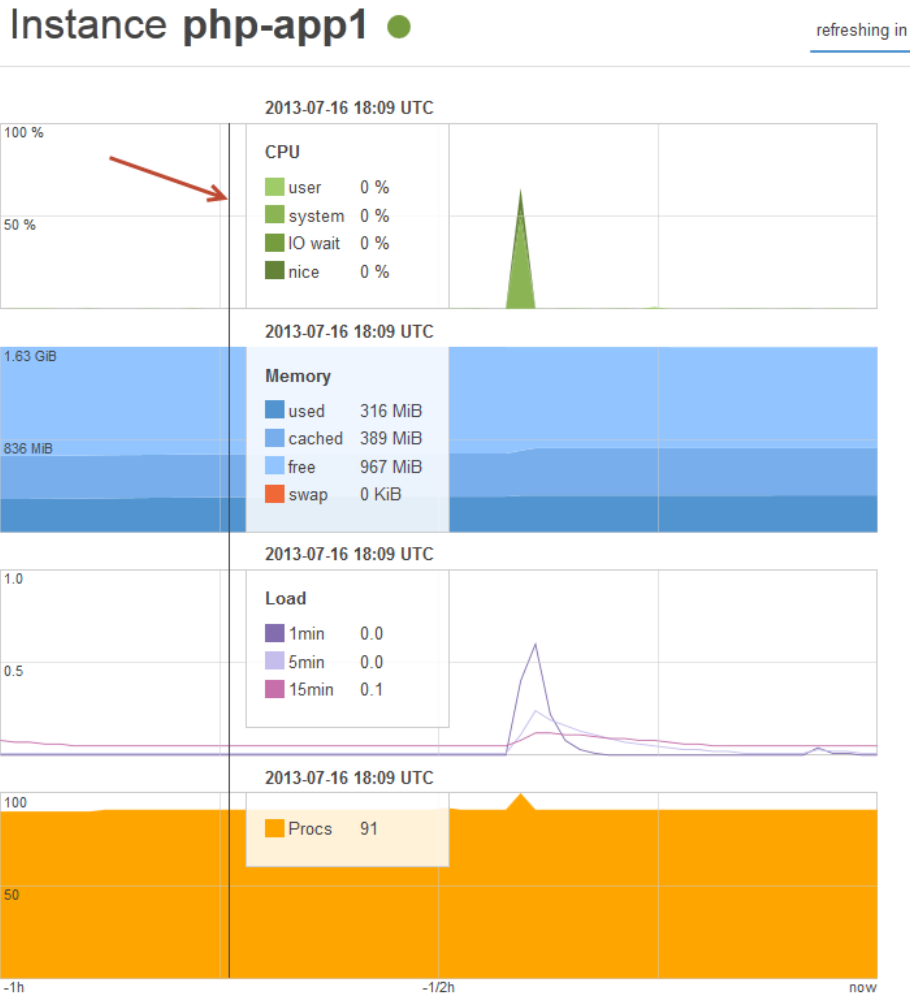 Instance php-app1
refreshing in
2013-07-16 18:09 UTC
100 %
CPU
user 0 %
50 %
system 0 %
IO wait 0 %
nice 0 %
2013-07-16 18:09 UTC
1.63 GiB
Memory
used 316 MiB
cached 389 MiB
836 MiB
free 967 MiB
swap 0 KiB
2013-07-16 18:09 UTC
1.0
Load
1min 0.0
5min 0.0
0.5
15min 0.1
2013-07-16 18:09 UTC
100
Procs 91
50
-1h -1/2h now